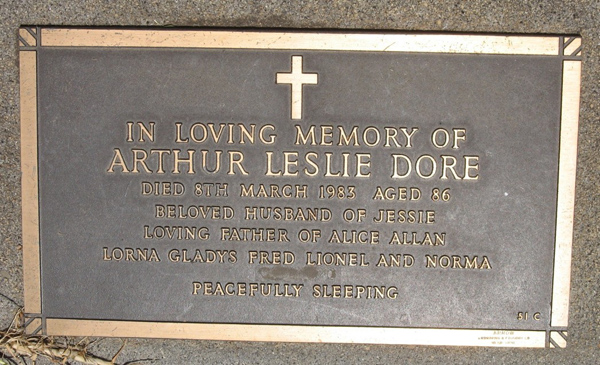 IN LOVING MEMORY OF
ARTHUR LESLIE DORE
DIED 8TH MARCH 1983 AGED 86
BELOVED HUSBAND OF JESSIE
LOVING FATHER OF ALICE ALLAN
LORNA GLADYS FRED LIONEL AND NORMA
PEACEFULLY SLEEPING
51 C